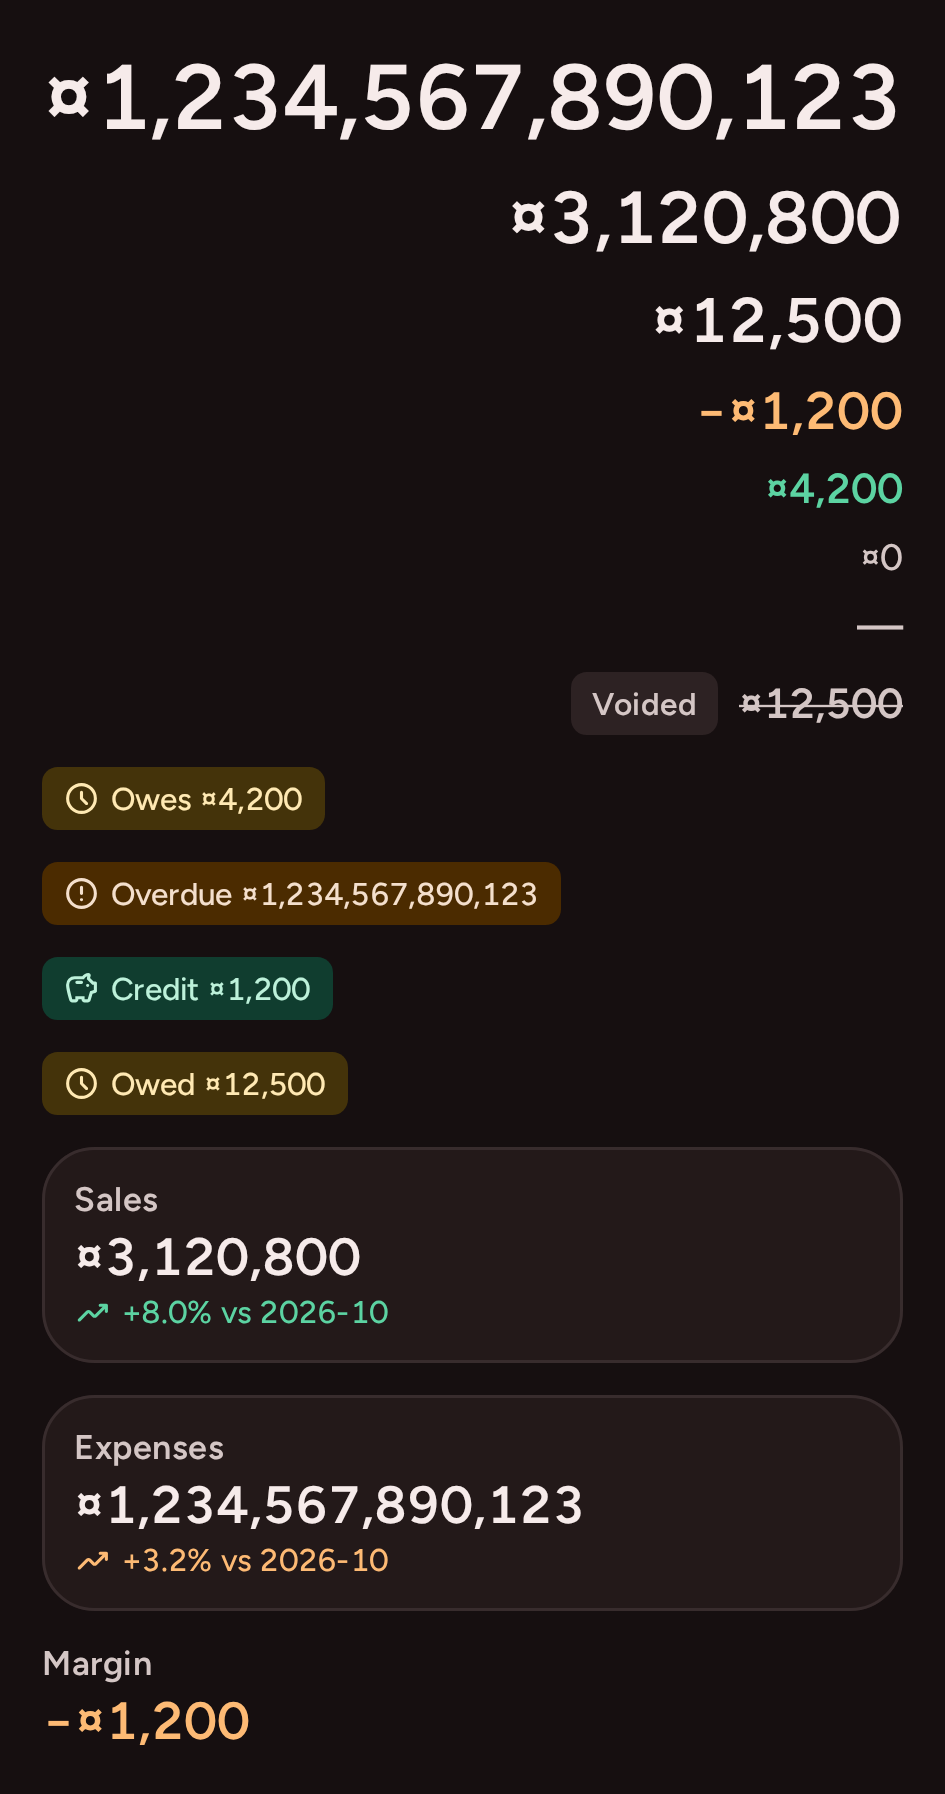 ¤1,234,567,890,123
¤3,120,800
¤12,500
−¤1,200
¤4,200
¤0
—
Voided ¤12,500
Owes ¤4,200
Overdue ¤1,234,567,890,123
Credit ¤1,200
Owed ¤12,500
Sales
¤3,120,800
+8.0% vs 2026-10
Expenses
¤1,234,567,890,123
+3.2% vs 2026-10
Margin
−¤1,200